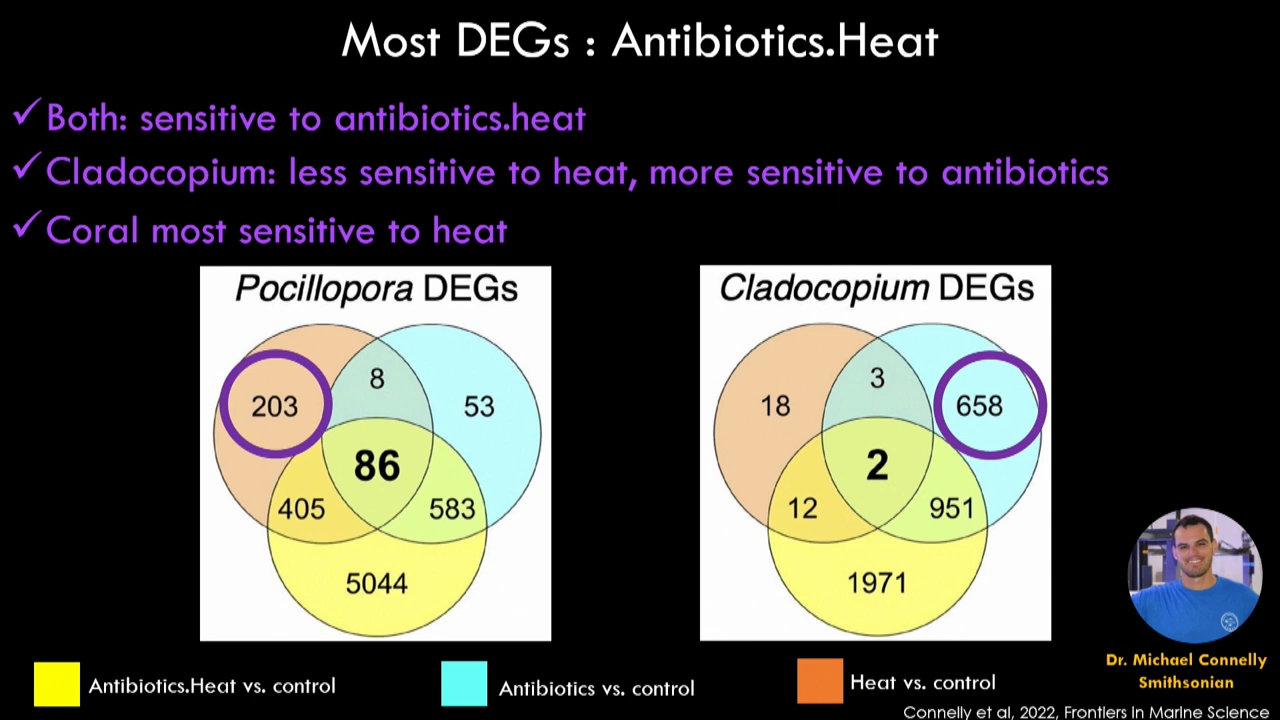 Most DEGs : Antibiotics.Heat
✓Both: sensitive to antibiotics.heat
✓Cladocopium: less sensitive to heat, more sensitive to antibiotics
✓Coral most sensitive to heat
Pocillopora DEGs
8
203
53
86
405
583
5044
Cladocopium DEGs
3
18
658
2
12
951
1971
Dr. Michael Connelly
Smithsonian
Antibiotics.Heat vs. control
Antibiotics vs. control
Heat vs. control
Connelly et al, 2022, Frontiers in Marine Science